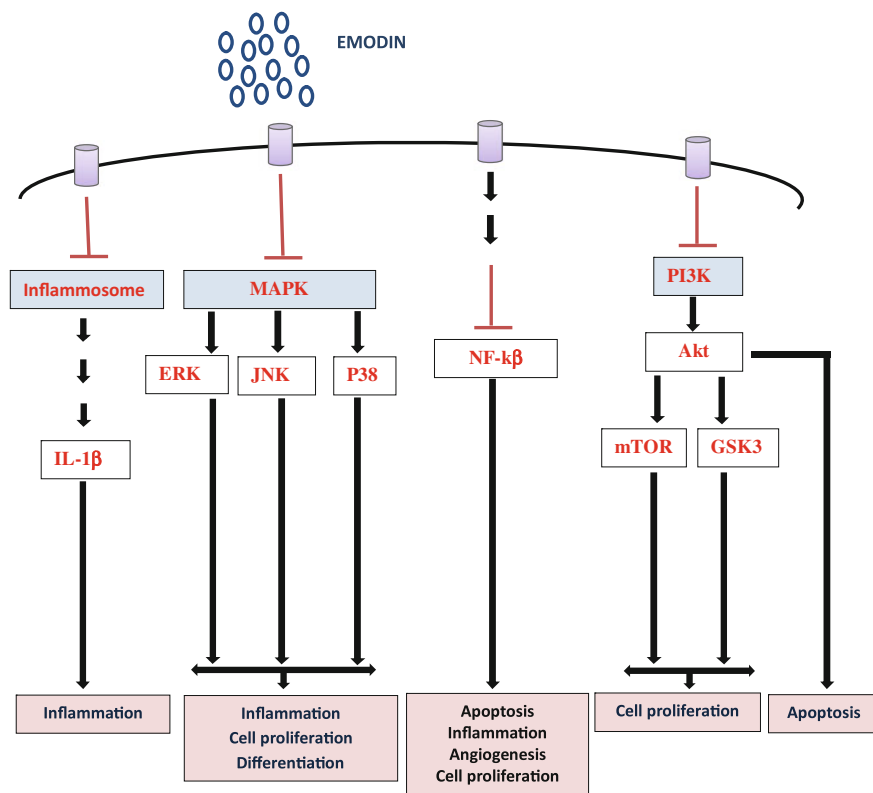 EMODIN
Inflammosome
MAPK
PI3K
NF-kβ
Akt
ERK
JNK
P38
IL-1β
mTOR
GSK3
Inflammation
Inflammation
Cell proliferation
Differentiation
Apoptosis
Inflammation
Angiogenesis
Cell proliferation
Cell proliferation
Apoptosis